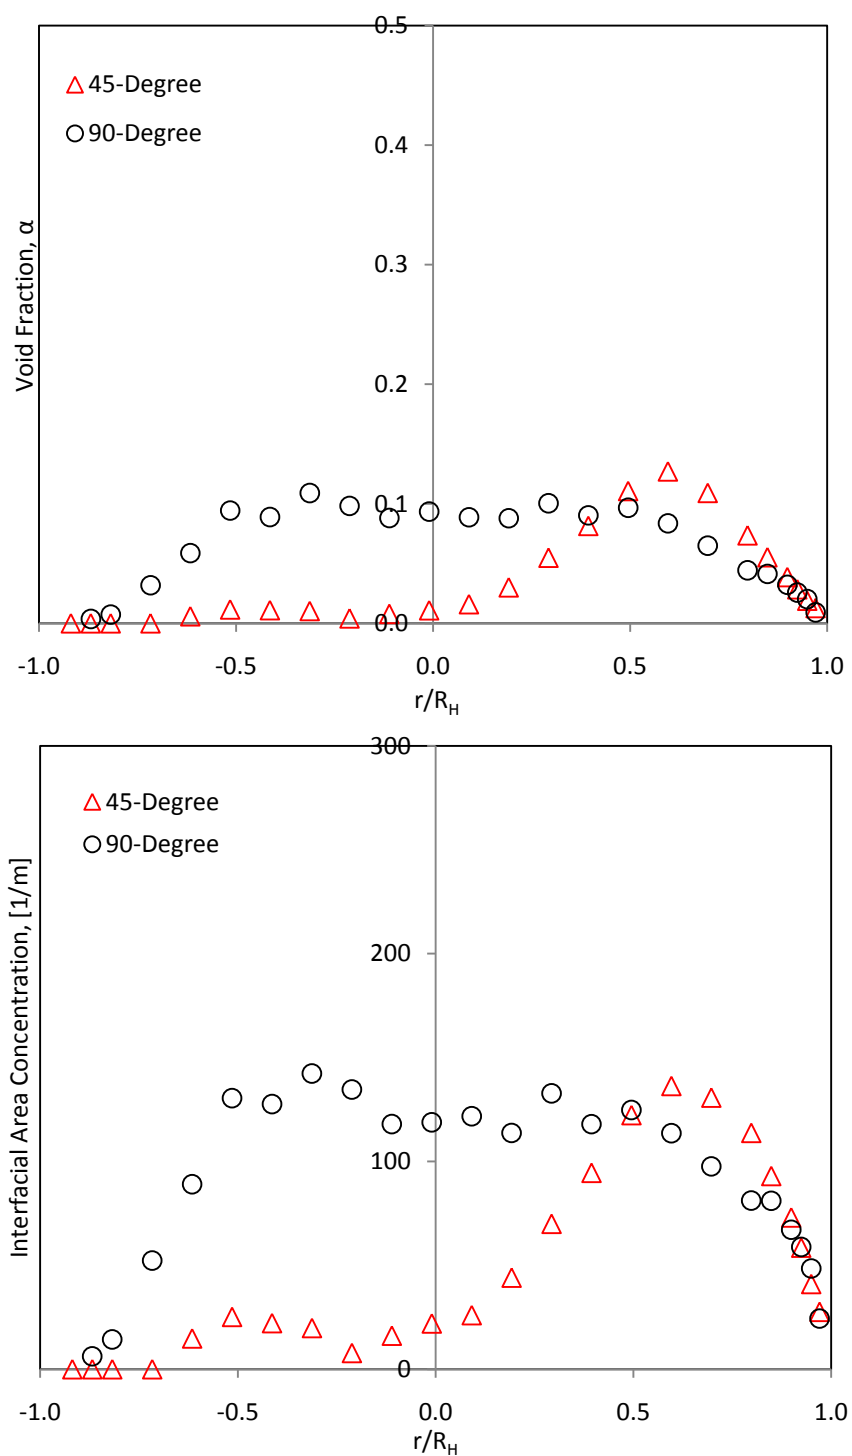 0.5
45-Degree
90-Degree
0.4
0.3
0.2
0.1
0.0
Void Fraction, α
-1.0 -0.5 0.0 0.5 1.0
r/R_H
300
45-Degree
90-Degree
200
100
0
Interfacial Area Concentration, [1/m]
-1.0 -0.5 0.0 0.5 1.0
r/R_H